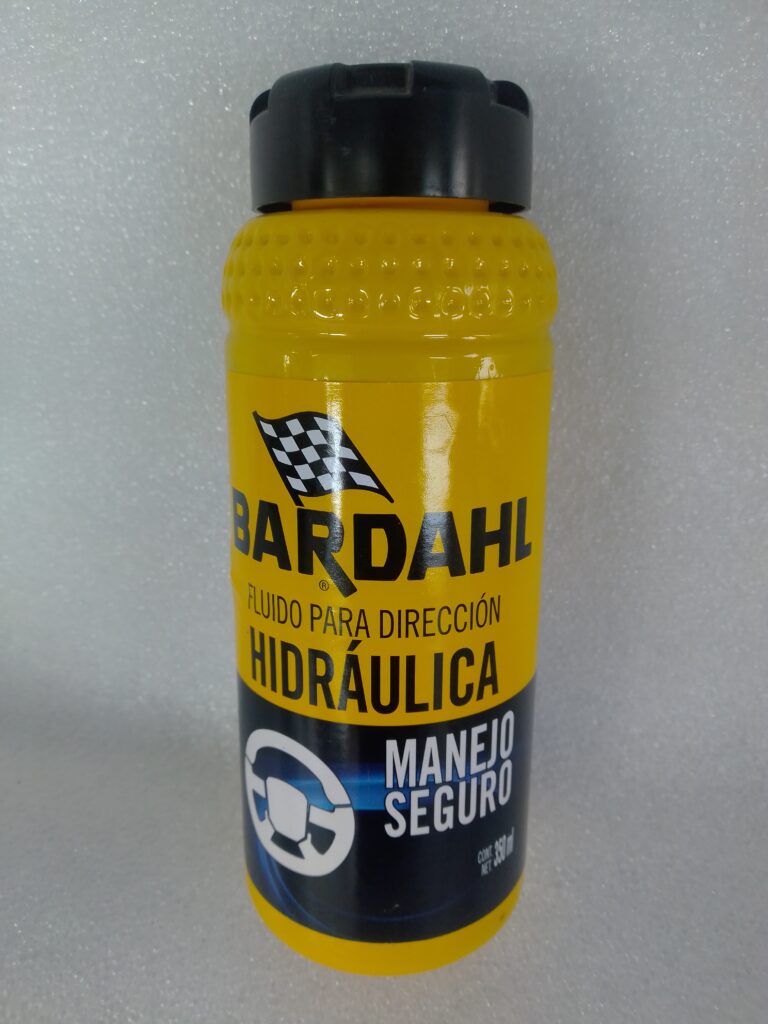 BARDAHL
®
FLUIDO PARA DIRECCIÓN
HIDRÁULICA
MANEJO
SEGURO
CONT.
NET. 350 ml